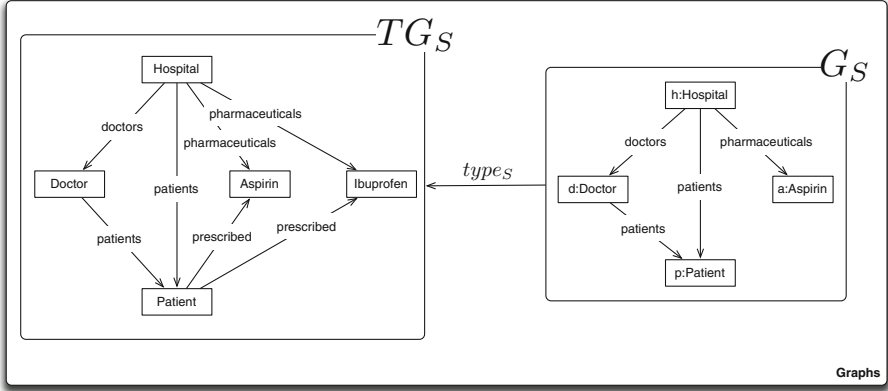 TG_S
Hospital
pharmaceuticals
doctors
pharmaceuticals
Doctor
patients
Aspirin
Ibuprofen
patients
prescribed
prescribed
Patient
type_S
G_S
h:Hospital
doctors
pharmaceuticals
d:Doctor
patients
a:Aspirin
patients
p:Patient
Graphs